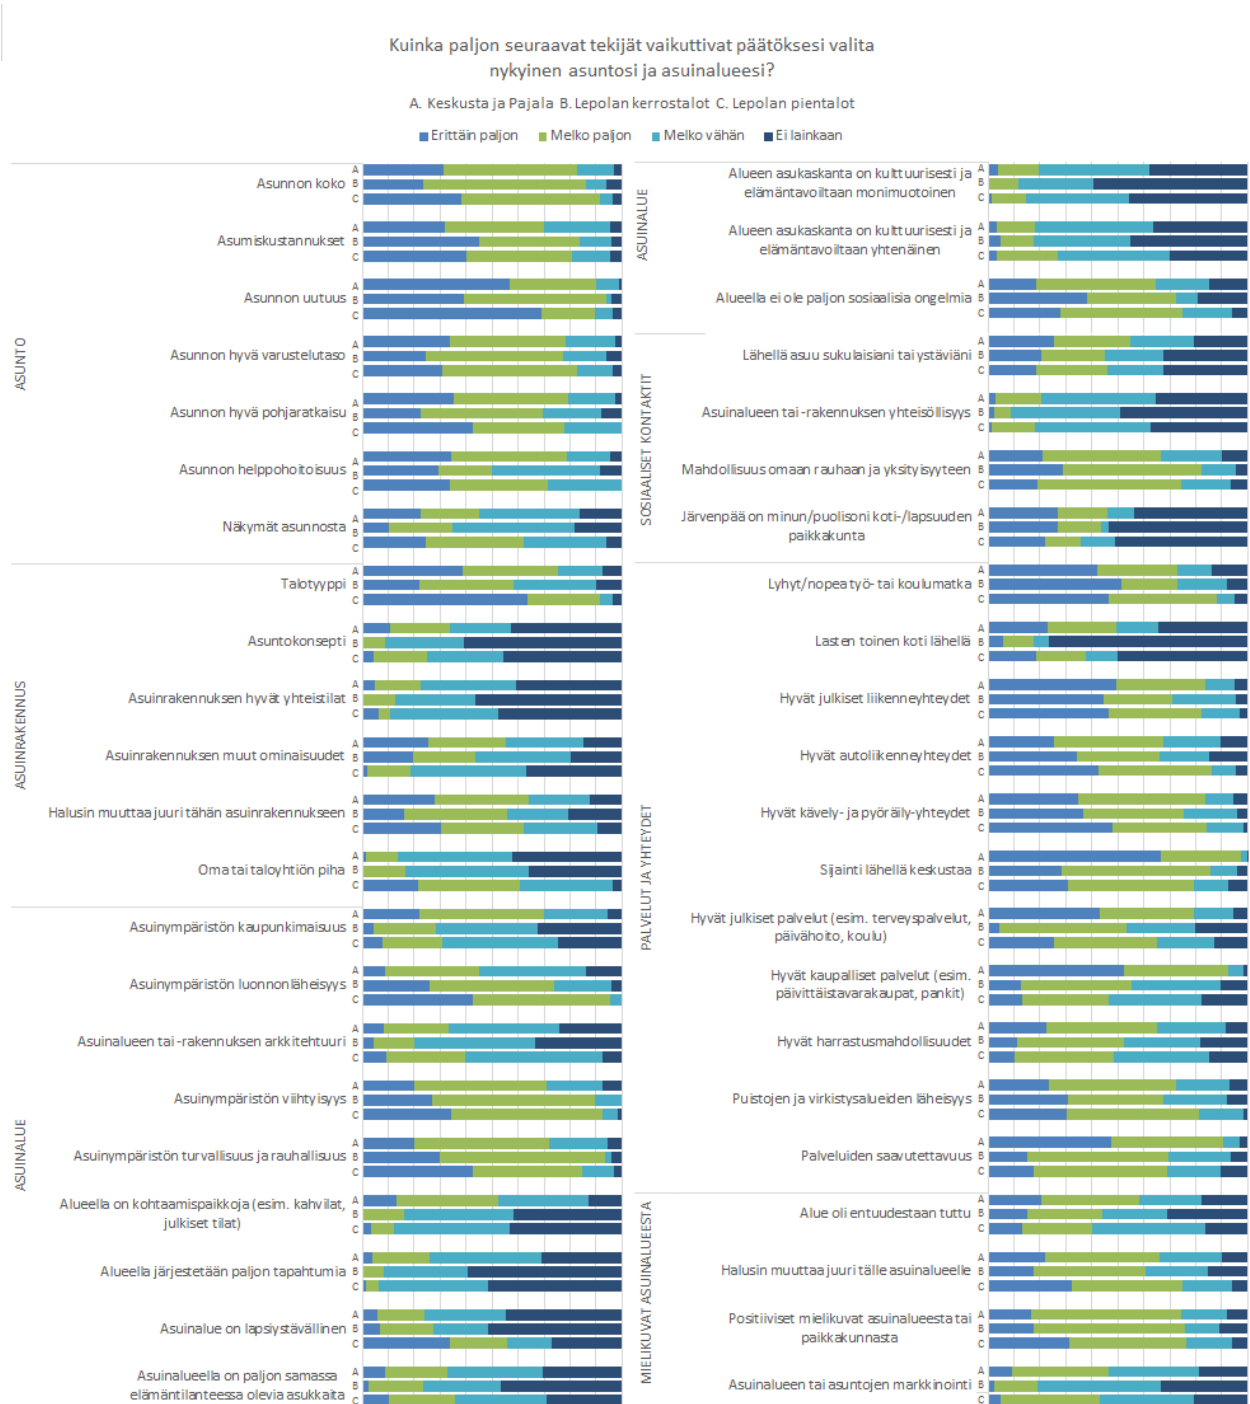 Kuinka paljon seuraavat tekijät vaikuttivat päätöksesi valita
nykyinen asuntosi ja asuinalueesi?
A. Keskusta ja Pajala B. Lepolan kerrostalot C. Lepolan pientalot
Erittäin paljon Melko paljon Melko vähän Ei lainkaan
ASUNTO
Asunnon koko
A
B
C
Asumiskustannukset
A
B
C
Asunnon uutuus
A
B
C
Asunnon hyvä varustelutaso
A
B
C
Asunnon hyvä pohjaratkaisu
A
B
C
Asunnon helppohoitoisuus
A
B
C
Näkymät asunnosta
A
B
C
ASUINRAKENNUS
Talotyyppi
A
B
C
Asuntokonsepti
A
B
C
Asuinrakennuksen hyvät yhteistilat
A
B
C
Asuinrakennuksen muut ominaisuudet
A
B
C
Halusin muuttaa juuri tähän asuinrakennukseen
A
B
C
Oma tai taloyhtiön piha
A
B
C
ASUINALUE
Asuinympäristön kaupunkimaisuus
A
B
C
Asuinympäristön luonnonläheisyys
A
B
C
Asuinalueen tai -rakennuksen arkkitehtuuri
A
B
C
Asuinympäristön viihtyisyys
A
B
C
Asuinympäristön turvallisuus ja rauhallisuus
A
B
C
Alueella on kohtaamispaikkoja (esim. kahvilat,
julkiset tilat)
A
B
C
Alueella järjestetään paljon tapahtumia
A
B
C
Asuinalue on lapsiystävällinen
A
B
C
Asuinalueella on paljon samassa
elämäntilanteessa olevia asukkaita
A
B
C
ASUINALUE
Alueen asukaskanta on kulttuurisesti ja
elämäntavoiltaan monimuotoinen
A
B
C
Alueen asukaskanta on kulttuurisesti ja
elämäntavoiltaan yhtenäinen
A
B
C
Alueella ei ole paljon sosiaalisia ongelmia
A
B
C
SOSIAALISET KONTAKTIT
Lähellä asuu sukulaisiani tai ystäviäni
A
B
C
Asuinalueen tai -rakennuksen yhteisöllisyys
A
B
C
Mahdollisuus omaan rauhaan ja yksityisyyteen
A
B
C
Järvenpää on minun/puolisoni koti-/lapsuuden
paikkakunta
A
B
C
PALVELUT JA YHTEYDET
Lyhyt/nopea työ- tai koulumatka
A
B
C
Lasten toinen koti lähellä
A
B
C
Hyvät julkiset liikenneyhteydet
A
B
C
Hyvät autoliikenneyhteydet
A
B
C
Hyvät kävely- ja pyöräily-yhteydet
A
B
C
Sijainti lähellä keskustaa
A
B
C
Hyvät julkiset palvelut (esim. terveyspalvelut,
päivähoito, koulu)
A
B
C
Hyvät kaupalliset palvelut (esim.
päivittäistavarakaupat, pankit)
A
B
C
Hyvät harrastusmahdollisuudet
A
B
C
Puistojen ja virkistysalueiden läheisyys
A
B
C
Palveluiden saavutettavuus
A
B
C
MIELIKUVAT ASUINALUEESTA
Alue oli entuudestaan tuttu
A
B
C
Halusin muuttaa juuri tälle asuinalueelle
A
B
C
Positiiviset mielikuvat asuinalueesta tai
paikkakunnasta
A
B
C
Asuinalueen tai asuntojen markkinointi
A
B
C